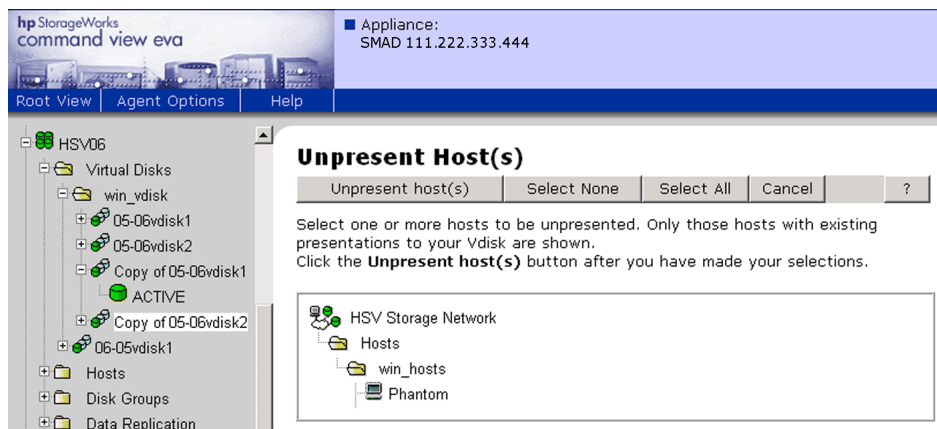 hp StorageWorks
command view eva
Appliance:
SMAD 111.222.333.444
Root View Agent Options Help
HSV06
Virtual Disks
win_vdisk
05-06vdisk1
05-06vdisk2
Copy of 05-06vdisk1
ACTIVE
Copy of 05-06vdisk2
06-05vdisk1
Hosts
Disk Groups
Data Replication
Unpresent Host(s)
Unpresent host(s) Select None Select All Cancel ?
Select one or more hosts to be unpresented. Only those hosts with existing
presentations to your Vdisk are shown.
Click the Unpresent host(s) button after you have made your selections.
HSV Storage Network
Hosts
win_hosts
Phantom